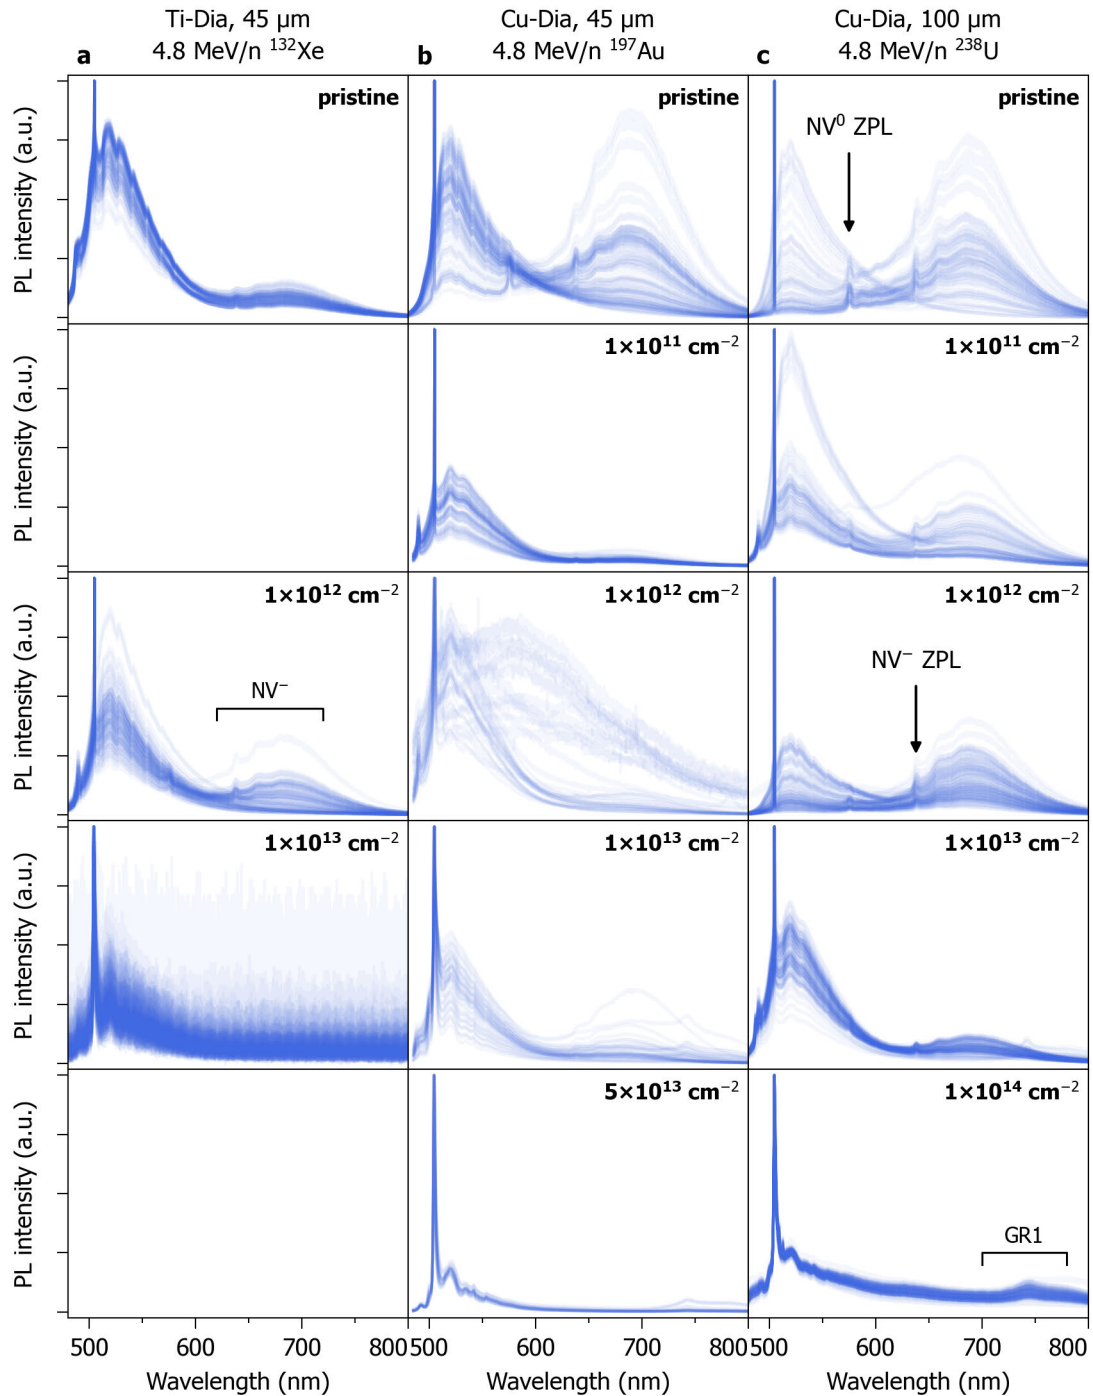 Ti-Dia, 45 µm
4.8 MeV/n ¹³²Xe
Cu-Dia, 45 µm
4.8 MeV/n ¹⁹⁷Au
Cu-Dia, 100 µm
4.8 MeV/n ²³⁸U
a
b
c
PL intensity (a.u.)
pristine
pristine
pristine
NV⁰ ZPL
PL intensity (a.u.)
1×10¹¹ cm⁻²
1×10¹¹ cm⁻²
PL intensity (a.u.)
1×10¹² cm⁻²
NV⁻
1×10¹² cm⁻²
1×10¹² cm⁻²
NV⁻ ZPL
PL intensity (a.u.)
1×10¹³ cm⁻²
1×10¹³ cm⁻²
1×10¹³ cm⁻²
PL intensity (a.u.)
5×10¹³ cm⁻²
1×10¹⁴ cm⁻²
GR1
500 600 700 800 500 600 700 800 500 600 700 800
Wavelength (nm) Wavelength (nm) Wavelength (nm)